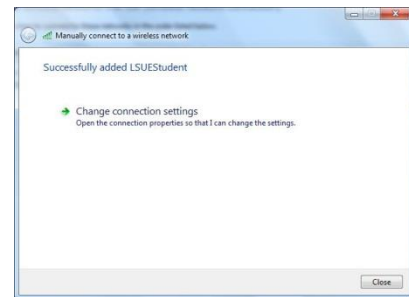 Manually connect to a wireless network
Successfully added LSUEStudent
Change connection settings
Open the connection properties so that I can change the settings.
Close